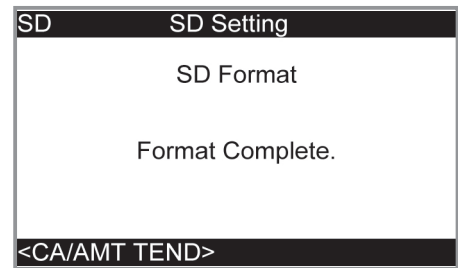 SD SD Setting
SD Format
Format Complete.
<CA/AMT TEND>